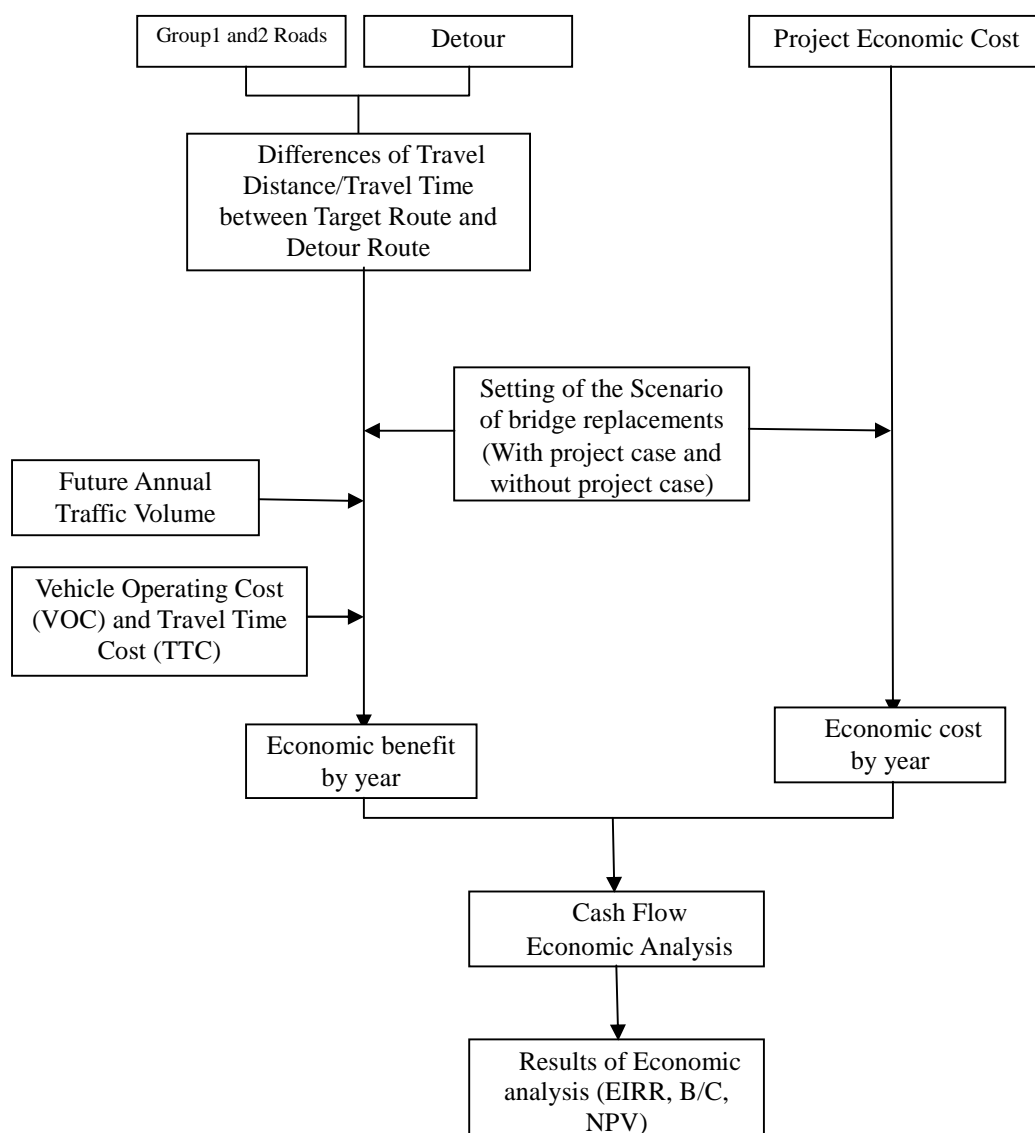 Group1 and2 Roads
Detour
Project Economic Cost
Differences of Travel
Distance/Travel Time
between Target Route and
Detour Route
Setting of the Scenario
of bridge replacements
(With project case and
without project case)
Future Annual
Traffic Volume
Vehicle Operating Cost
(VOC) and Travel Time
Cost (TTC)
Economic benefit
by year
Economic cost
by year
Cash Flow
Economic Analysis
Results of Economic
analysis (EIRR, B/C,
NPV)